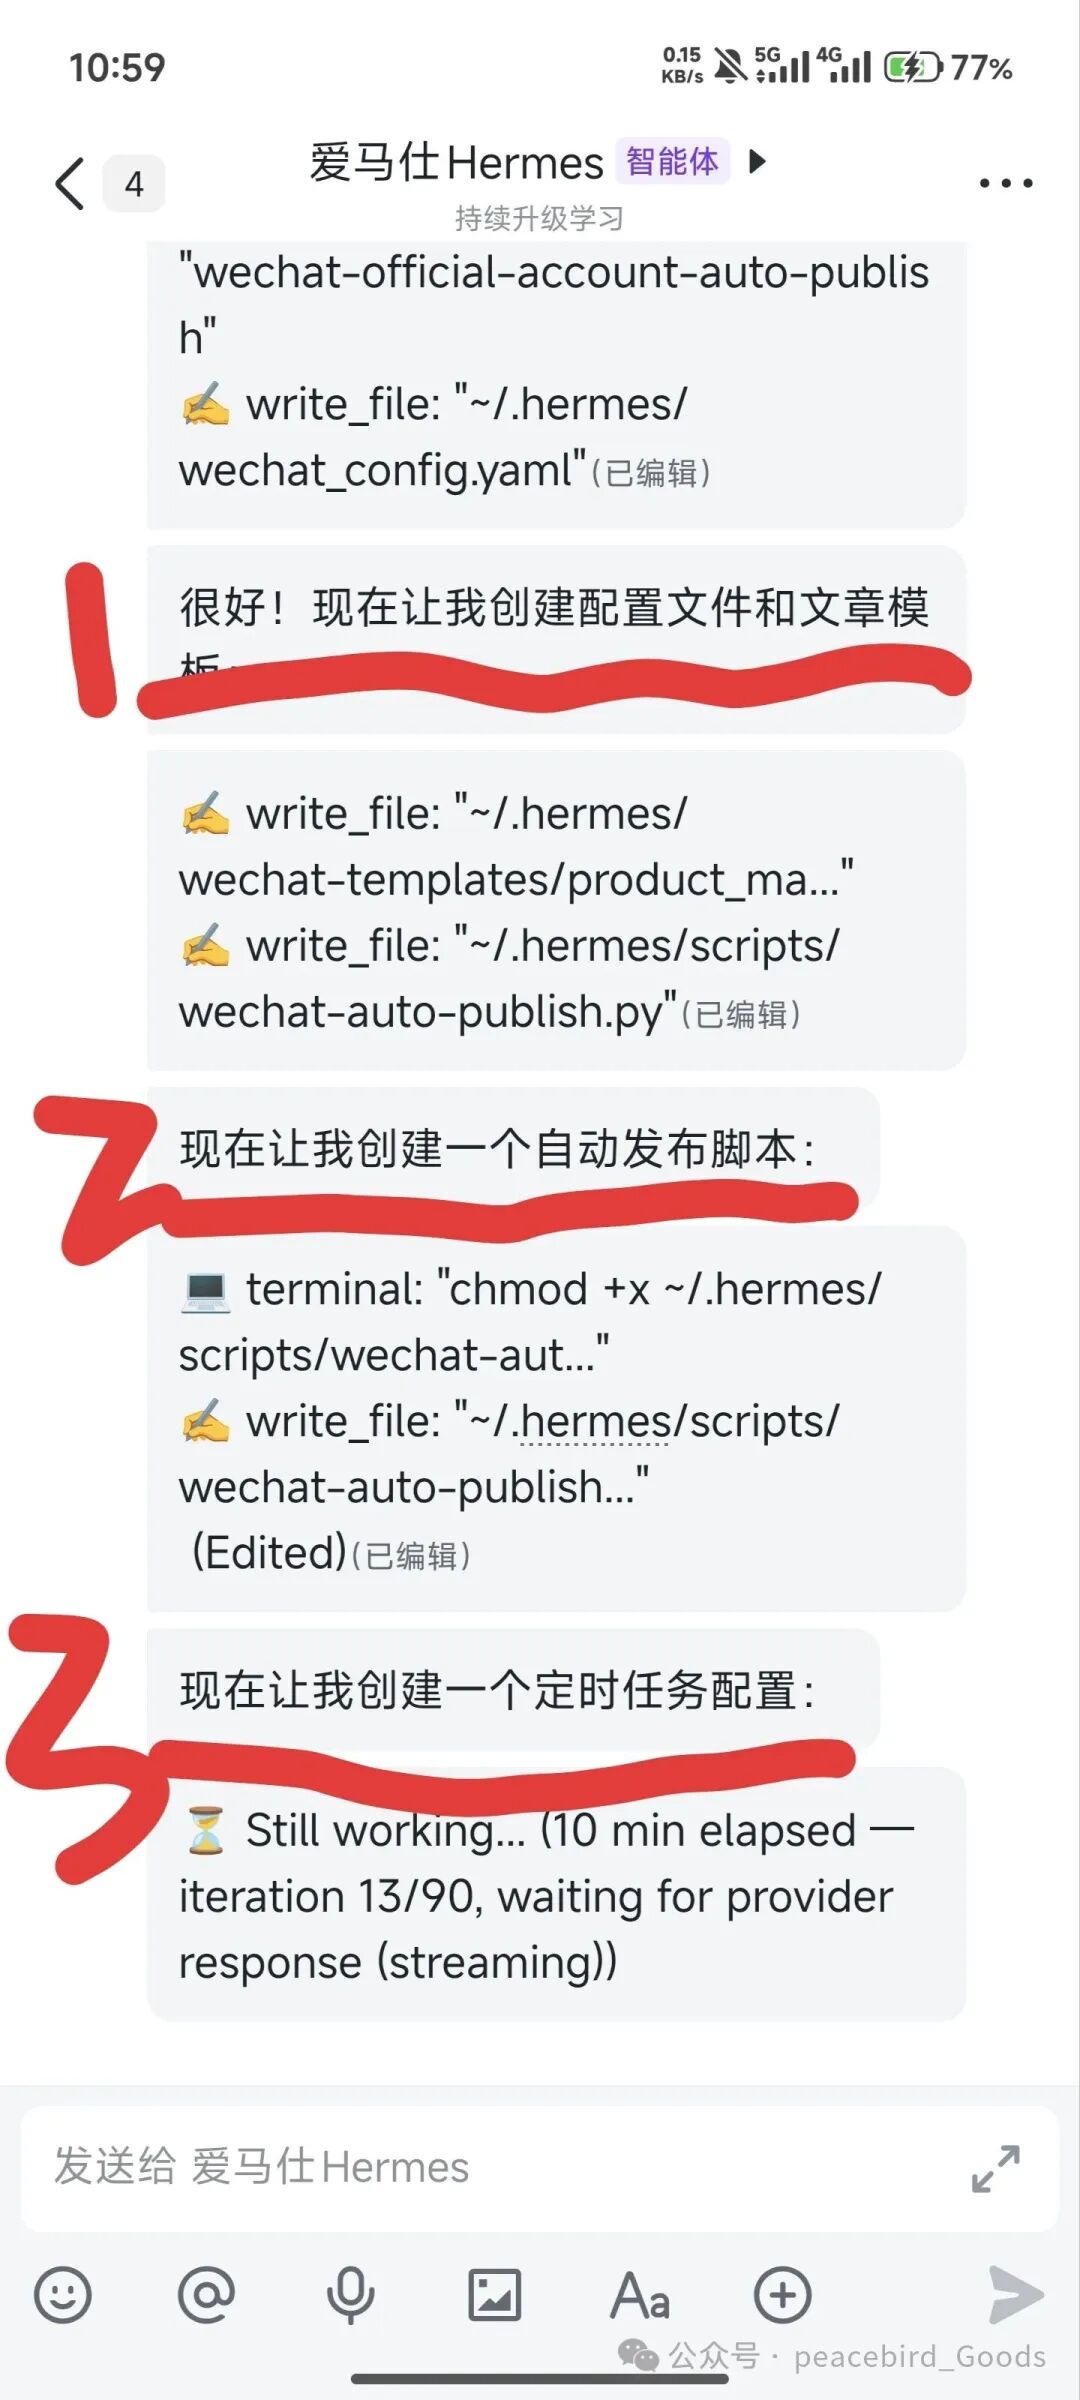 10:59
0.15 KB/s 5G 4G 77%
4
爱马仕Hermes 智能体
持续升级学习
"wechat-official-account-auto-publis
h"
✍️ write_file: "~/.hermes/
wechat_config.yaml"(已编辑)
很好！现在让我创建配置文件和文章模
板：
✍️ write_file: "~/.hermes/
wechat-templates/product_ma..."
✍️ write_file: "~/.hermes/scripts/
wechat-auto-publish.py"(已编辑)
现在让我创建一个自动发布脚本：
💻 terminal: "chmod +x ~/.hermes/
scripts/wechat-aut..."
✍️ write_file: "~/.hermes/scripts/
wechat-auto-publish..."
(Edited)(已编辑)
现在让我创建一个定时任务配置：
⏳ Still working... (10 min elapsed —
iteration 13/90, waiting for provider
response (streaming))
1
2
3
发送给 爱马仕Hermes
Aa
公众号 · peacebird_Goods